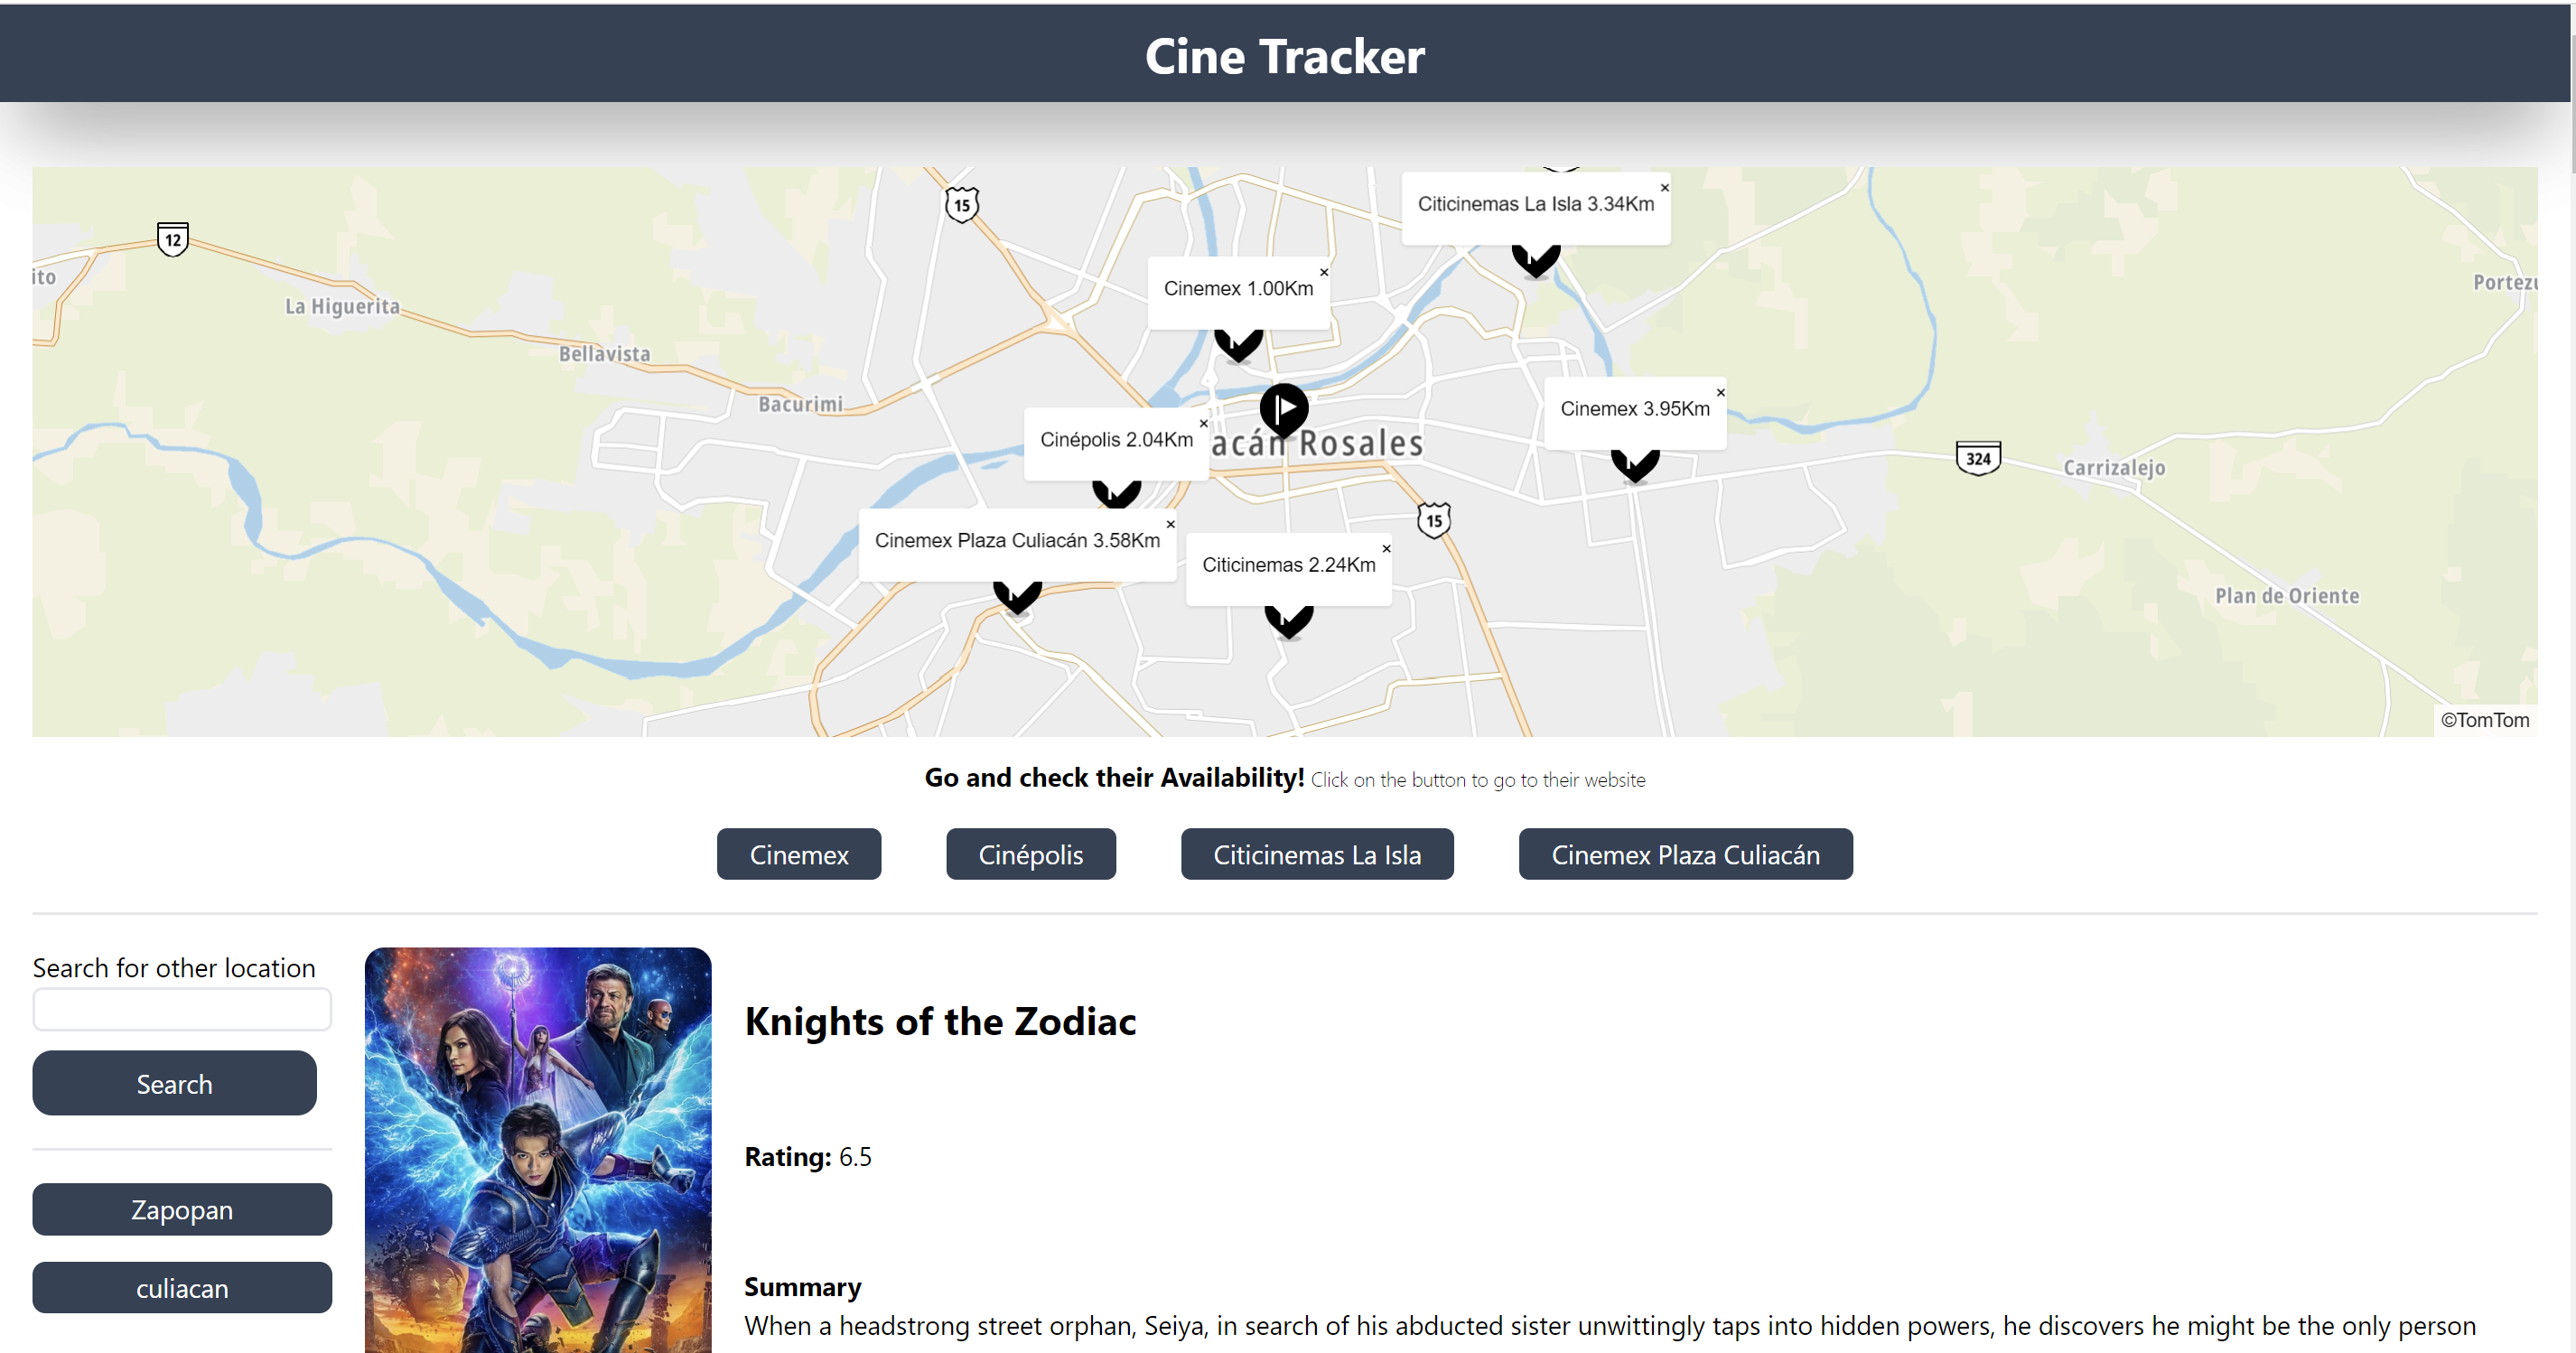 Cine Tracker
15
Citicinemas La Isla 3.34Km ×
12
ito
La Higuerita
Cinemex 1.00Km ×
Portezu
Bellavista
Bacurimi
Cinépolis 2.04Km ×
acán Rosales
Cinemex 3.95Km ×
324
Carrizalejo
15
Cinemex Plaza Culiacán 3.58Km ×
Citicinemas 2.24Km ×
Plan de Oriente
©TomTom
Go and check their Availability! Click on the button to go to their website
Cinemex
Cinépolis
Citicinemas La Isla
Cinemex Plaza Culiacán
Search for other location
Search
Zapopan
culiacan
Knights of the Zodiac
Rating: 6.5
Summary
When a headstrong street orphan, Seiya, in search of his abducted sister unwittingly taps into hidden powers, he discovers he might be the only person